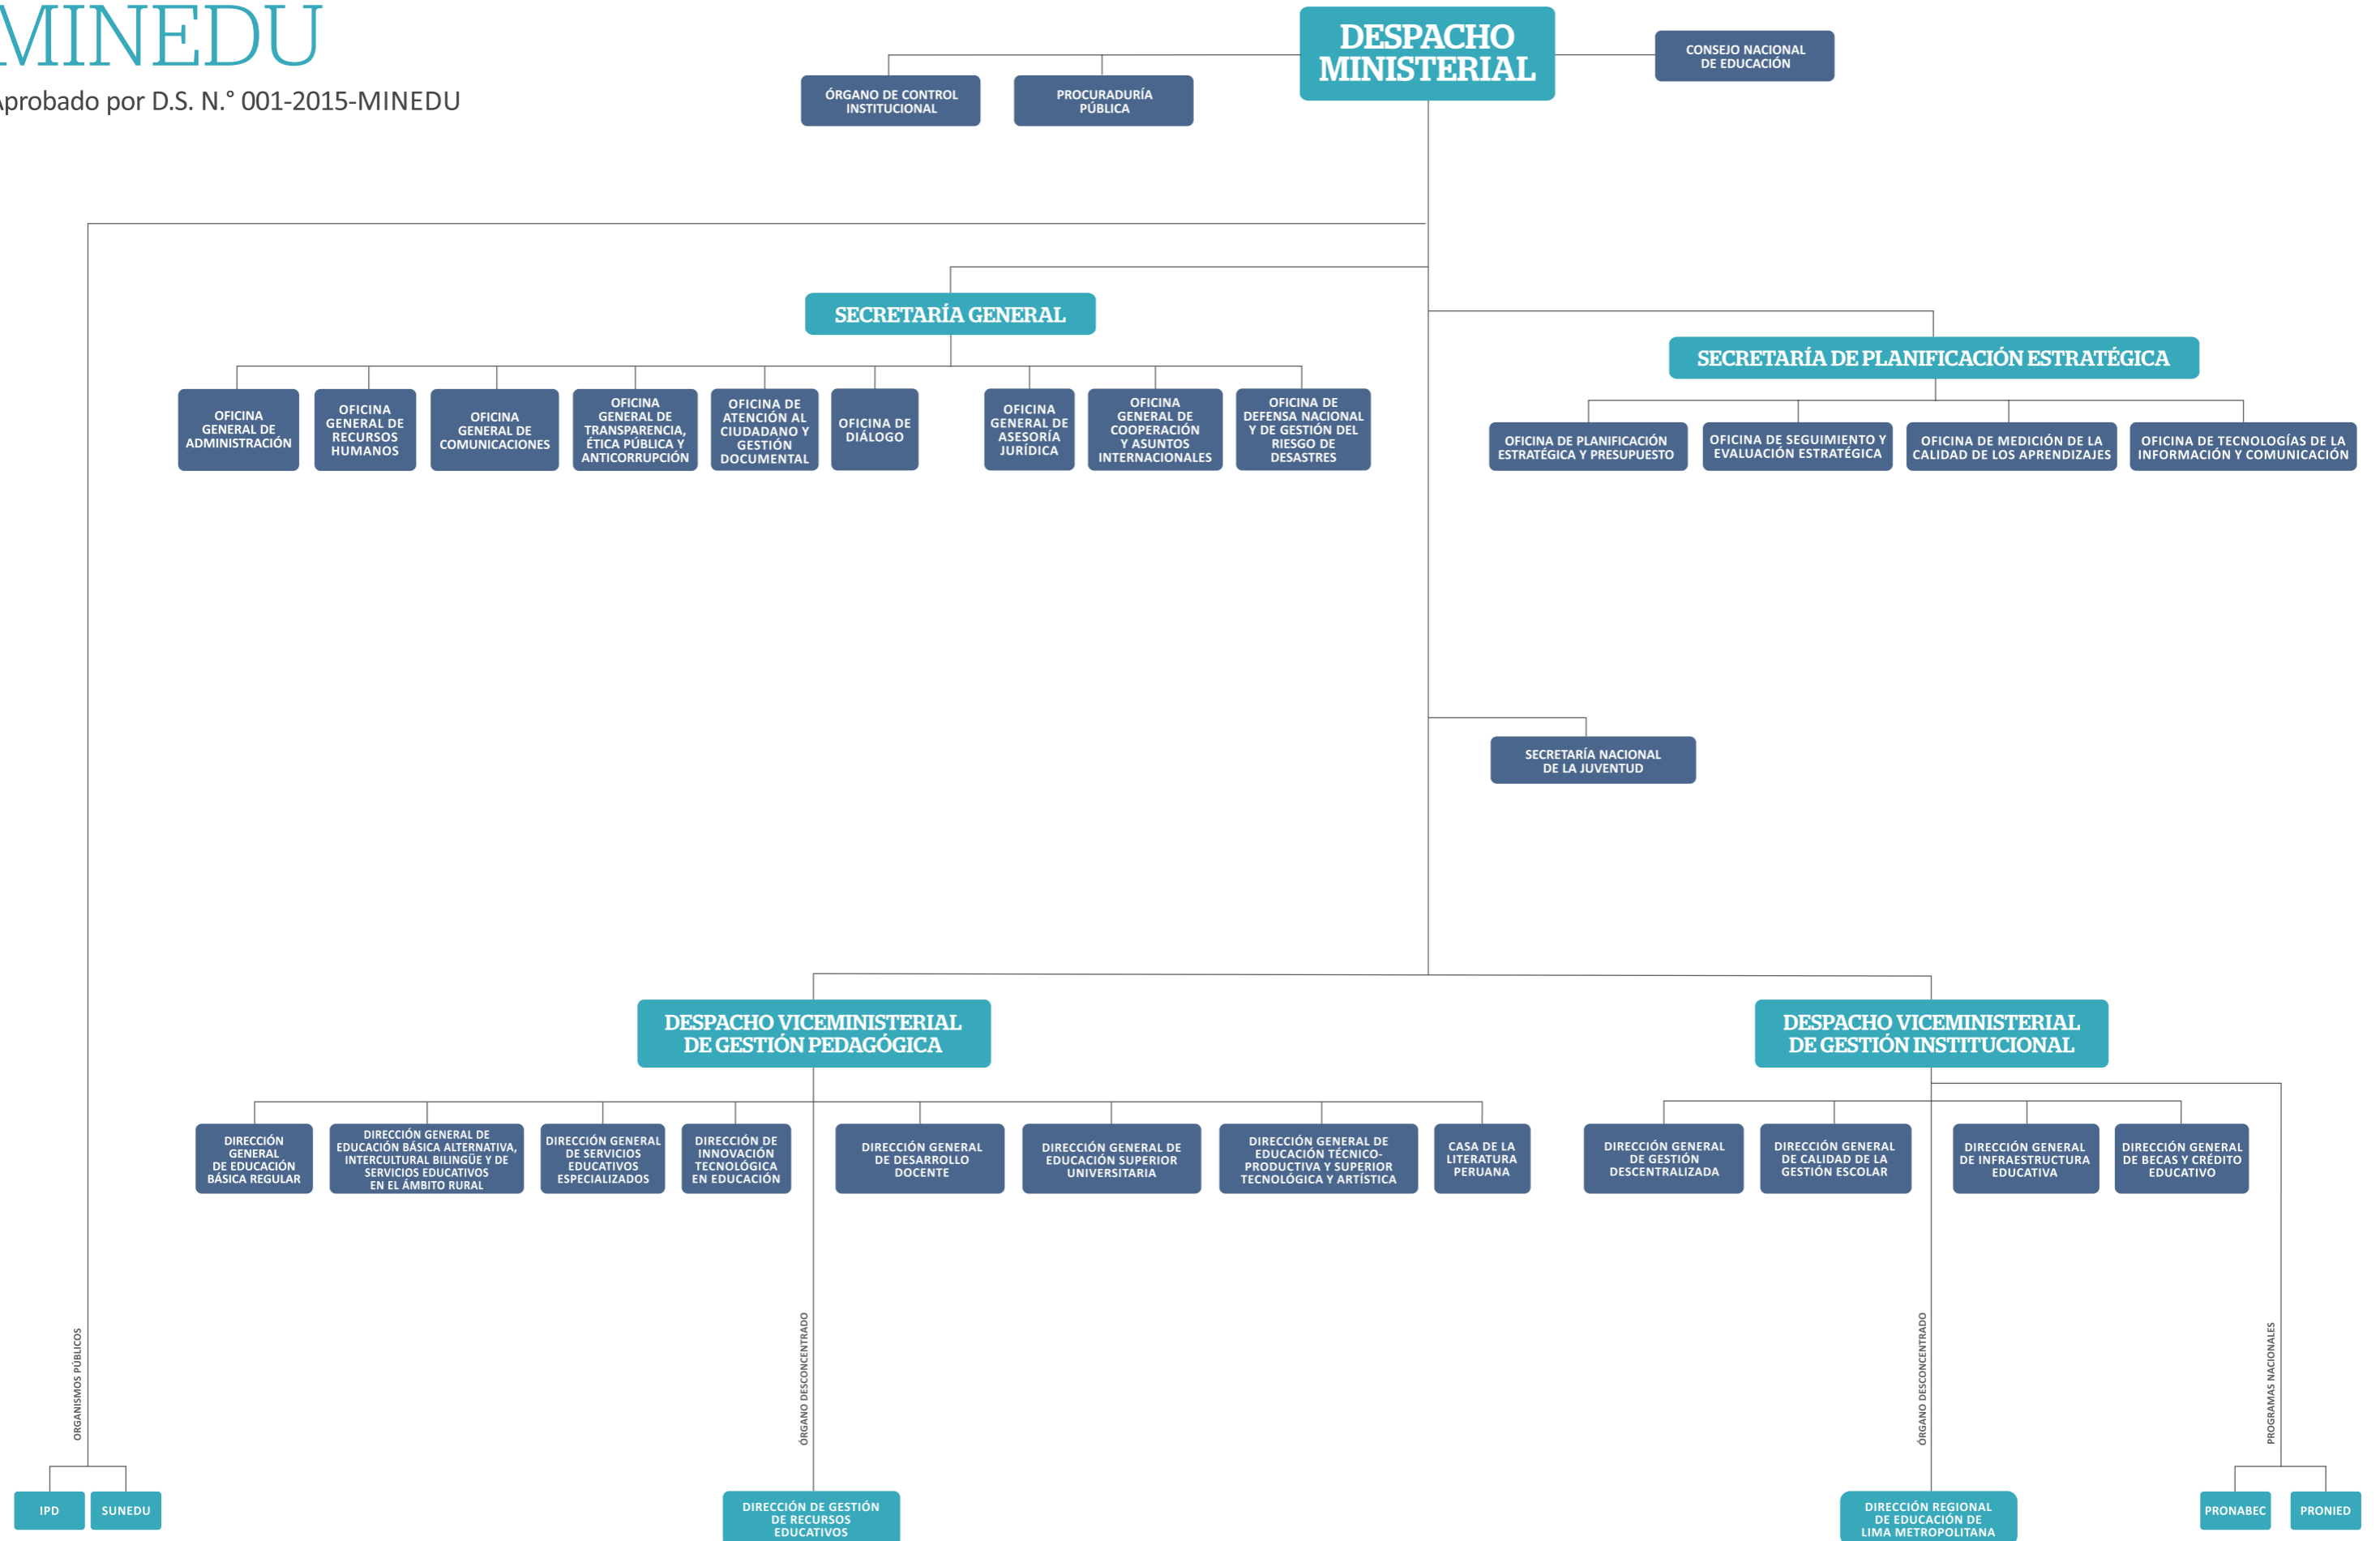 MINEDU
Aprobado por D.S. N.° 001-2015-MINEDU
DESPACHO
MINISTERIAL
CONSEJO NACIONAL
DE EDUCACIÓN
ÓRGANO DE CONTROL
INSTITUCIONAL
PROCURADURÍA
PÚBLICA
SECRETARÍA GENERAL
SECRETARÍA DE PLANIFICACIÓN ESTRATÉGICA
OFICINA
GENERAL DE
ADMINISTRACIÓN
OFICINA
GENERAL DE
RECURSOS
HUMANOS
OFICINA
GENERAL DE
COMUNICACIONES
OFICINA
GENERAL DE
TRANSPARENCIA,
ÉTICA PÚBLICA Y
ANTICORRUPCIÓN
OFICINA DE
ATENCIÓN AL
CIUDADANO Y
GESTIÓN
DOCUMENTAL
OFICINA DE
DIÁLOGO
OFICINA
GENERAL DE
ASESORÍA
JURÍDICA
OFICINA
GENERAL DE
COOPERACIÓN
Y ASUNTOS
INTERNACIONALES
OFICINA DE
DEFENSA NACIONAL
Y DE GESTIÓN DEL
RIESGO DE
DESASTRES
OFICINA DE PLANIFICACIÓN
ESTRATÉGICA Y PRESUPUESTO
OFICINA DE SEGUIMIENTO Y
EVALUACIÓN ESTRATÉGICA
OFICINA DE MEDICIÓN DE LA
CALIDAD DE LOS APRENDIZAJES
OFICINA DE TECNOLOGÍAS DE LA
INFORMACIÓN Y COMUNICACIÓN
SECRETARÍA NACIONAL
DE LA JUVENTUD
DESPACHO VICEMINISTERIAL
DE GESTIÓN PEDAGÓGICA
DESPACHO VICEMINISTERIAL
DE GESTIÓN INSTITUCIONAL
DIRECCIÓN
GENERAL
DE EDUCACIÓN
BÁSICA REGULAR
DIRECCIÓN GENERAL DE
EDUCACIÓN BÁSICA ALTERNATIVA,
INTERCULTURAL BILINGÜE Y DE
SERVICIOS EDUCATIVOS
EN EL ÁMBITO RURAL
DIRECCIÓN GENERAL
DE SERVICIOS
EDUCATIVOS
ESPECIALIZADOS
DIRECCIÓN DE
INNOVACIÓN
TECNOLÓGICA
EN EDUCACIÓN
DIRECCIÓN GENERAL
DE DESARROLLO
DOCENTE
DIRECCIÓN GENERAL DE
EDUCACIÓN SUPERIOR
UNIVERSITARIA
DIRECCIÓN GENERAL DE
EDUCACIÓN TÉCNICO-
PRODUCTIVA Y SUPERIOR
TECNOLÓGICA Y ARTÍSTICA
CASA DE LA
LITERATURA
PERUANA
DIRECCIÓN GENERAL
DE GESTIÓN
DESCENTRALIZADA
DIRECCIÓN GENERAL
DE CALIDAD DE LA
GESTIÓN ESCOLAR
DIRECCIÓN GENERAL
DE INFRAESTRUCTURA
EDUCATIVA
DIRECCIÓN GENERAL
DE BECAS Y CRÉDITO
EDUCATIVO
ORGANISMOS PÚBLICOS
ÓRGANO DESCONCENTRADO
ÓRGANO DESCONCENTRADO
PROGRAMAS NACIONALES
IPD
SUNEDU
DIRECCIÓN DE GESTIÓN
DE RECURSOS
EDUCATIVOS
DIRECCIÓN REGIONAL
DE EDUCACIÓN DE
LIMA METROPOLITANA
PRONABEC
PRONIED